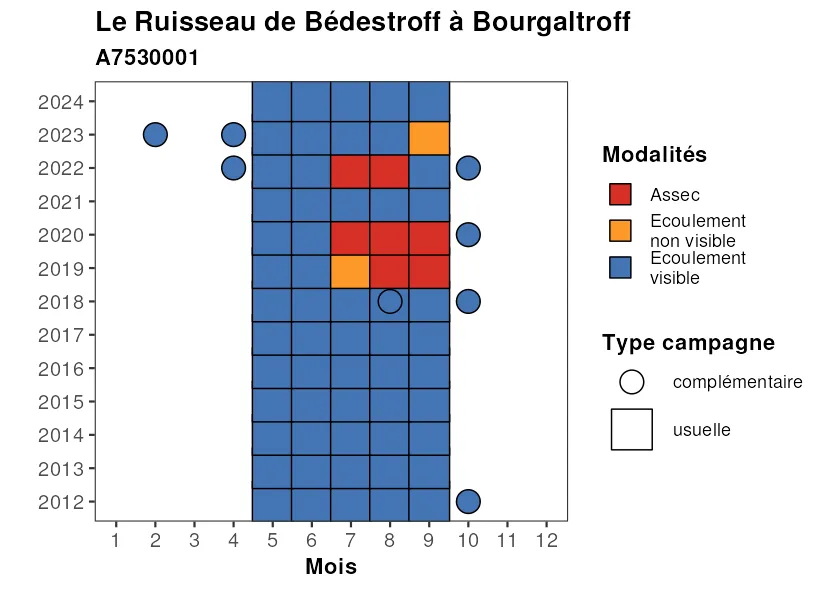 Le Ruisseau de Bédestroff à Bourgaltroff
A7530001
2024
2023
2022
2021
2020
2019
2018
2017
2016
2015
2014
2013
2012
1 2 3 4 5 6 7 8 9 10 11 12
Mois
Modalités
Assec
Ecoulement
non visible
Ecoulement
visible
Type campagne
complémentaire
usuelle